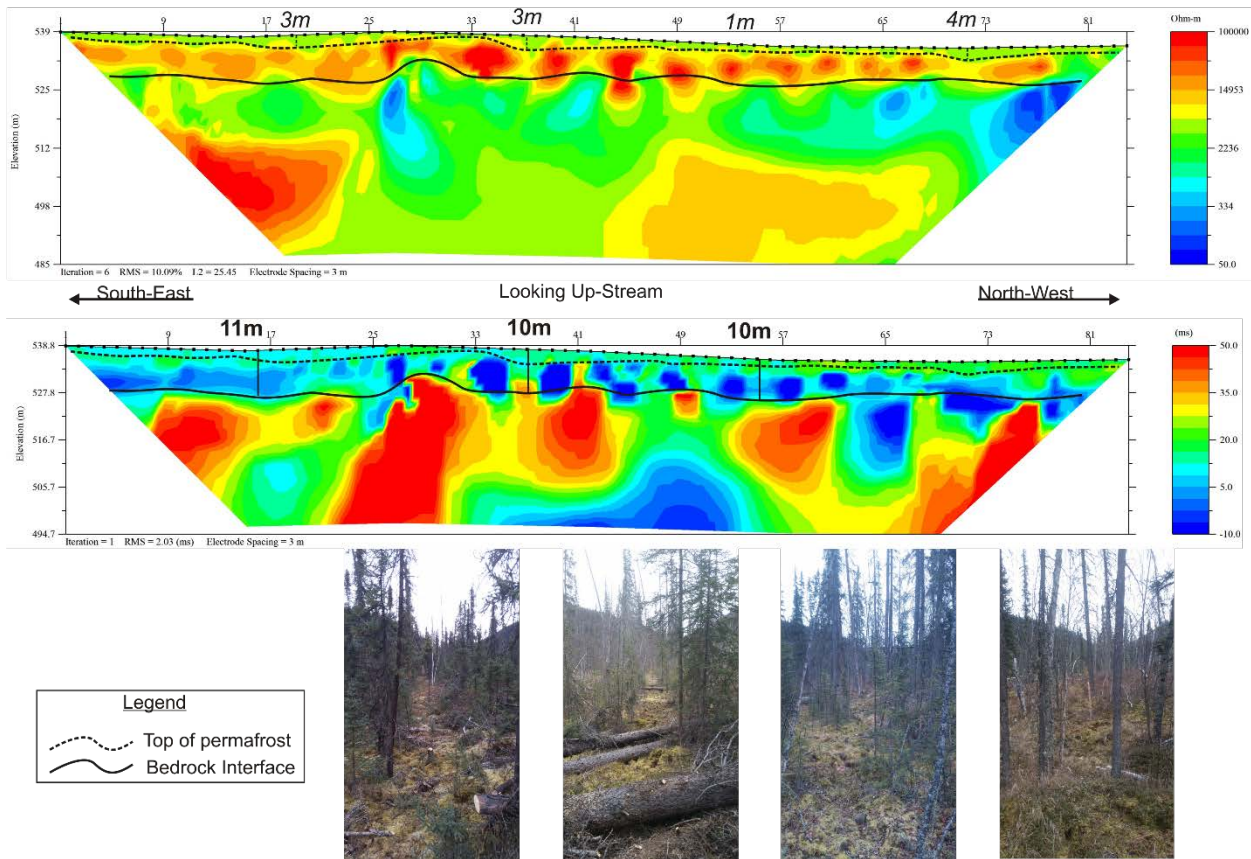 3m 3m 1m 4m
1 9 17 25 33 41 49 57 65 73 81 Ohm-m
539 100000
525 14953
512 2236
498 334
485 50.0
Elevation (m)
Iteration = 6 RMS = 10.09% L2 = 25.45 Electrode Spacing = 3 m
South-East Looking Up-Stream North-West
11m 10m 10m
1 9 17 25 33 41 49 57 65 73 81 (ms)
538.8 50.0
527.8 35.0
516.7 20.0
505.7 5.0
494.7 -10.0
Elevation (m)
Iteration = 1 RMS = 2.03 (ms) Electrode Spacing = 3 m
Legend
Top of permafrost
Bedrock Interface